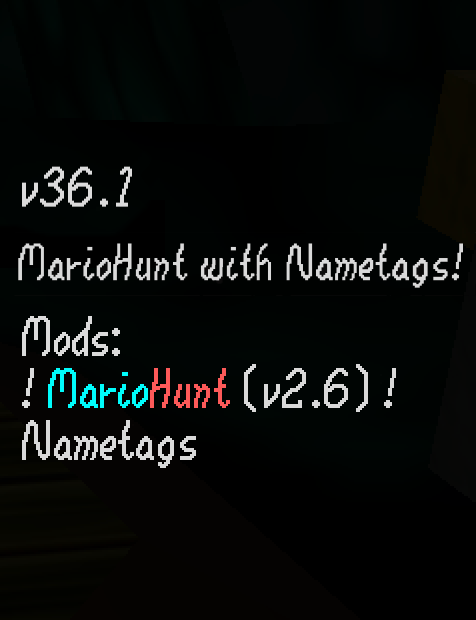 v36.1
MarioHunt with Nametags!
Mods:
! MarioHunt (v2.6) !
Nametags